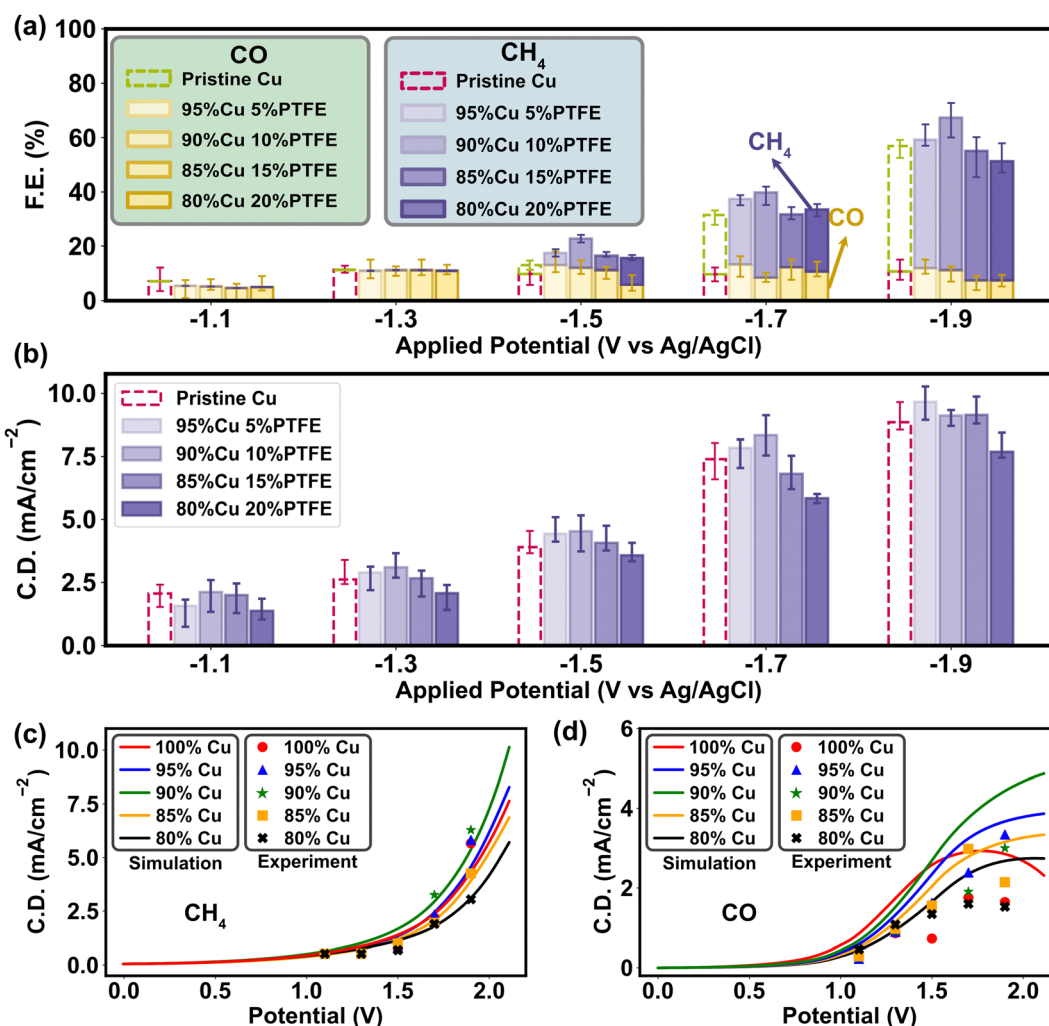 (a)
F.E. (%)
100
80
60
40
20
0
CO
Pristine Cu
95%Cu 5%PTFE
90%Cu 10%PTFE
85%Cu 15%PTFE
80%Cu 20%PTFE
CH4
Pristine Cu
95%Cu 5%PTFE
90%Cu 10%PTFE
85%Cu 15%PTFE
80%Cu 20%PTFE
CH4
CO
-1.1 -1.3 -1.5 -1.7 -1.9
Applied Potential (V vs Ag/AgCl)
(b)
C.D. (mA/cm−2)
10.0
7.5
5.0
2.5
0.0
Pristine Cu
95%Cu 5%PTFE
90%Cu 10%PTFE
85%Cu 15%PTFE
80%Cu 20%PTFE
-1.1 -1.3 -1.5 -1.7 -1.9
Applied Potential (V vs Ag/AgCl)
(c)
C.D. (mA/cm−2)
10.0
7.5
5.0
2.5
0.0
100% Cu
95% Cu
90% Cu
85% Cu
80% Cu
Simulation
100% Cu
95% Cu
90% Cu
85% Cu
80% Cu
Experiment
CH4
0.0 0.5 1.0 1.5 2.0
Potential (V)
(d)
C.D. (mA/cm−2)
6
4
2
0
100% Cu
95% Cu
90% Cu
85% Cu
80% Cu
Simulation
100% Cu
95% Cu
90% Cu
85% Cu
80% Cu
Experiment
CO
0.0 0.5 1.0 1.5 2.0
Potential (V)